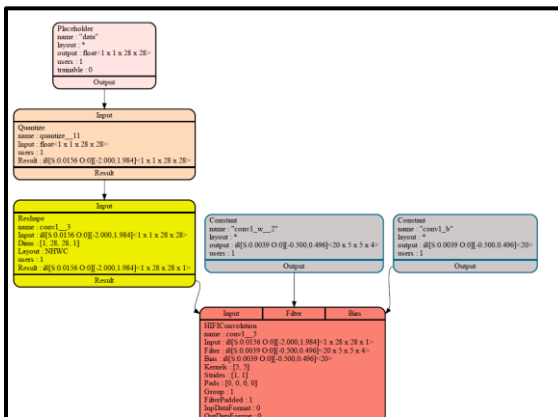 Placeholder
name : "data"
layout : *
output : float<1 x 1 x 28 x 28>
users : 1
trainable : 0
Output
Input
Quantize
name : quantize__11
Input : float<1 x 1 x 28 x 28>
users : 1
Result : i8[S:0.0156 O:0][-2.000,1.984]<1 x 1 x 28 x 28>
Result
Input
Reshape
name : conv1__3
Input : i8[S:0.0156 O:0][-2.000,1.984]<1 x 1 x 28 x 28>
Dims : [1, 28, 28, 1]
Layout : NHWC
users : 1
Result : i8[S:0.0156 O:0][-2.000,1.984]<1 x 28 x 28 x 1>
Result
Constant
name : "conv1_w__2"
layout : *
output : i8[S:0.0039 O:0][-0.500,0.496]<20 x 5 x 5 x 4>
users : 1
Output
Constant
name : "conv1_b"
layout : *
output : i8[S:0.0039 O:0][-0.500,0.496]<20>
users : 1
Output
Input Filter Bias
HIFIConvolution
name : conv1__5
Input : i8[S:0.0156 O:0][-2.000,1.984]<1 x 28 x 28 x 1>
Filter : i8[S:0.0039 O:0][-0.500,0.496]<20 x 5 x 5 x 4>
Bias : i8[S:0.0039 O:0][-0.500,0.496]<20>
Kernels : [5, 5]
Strides : [1, 1]
Pads : [0, 0, 0, 0]
Group : 1
FilterPadded : 1
InpDataFormat : 0
OutDataFormat : 0